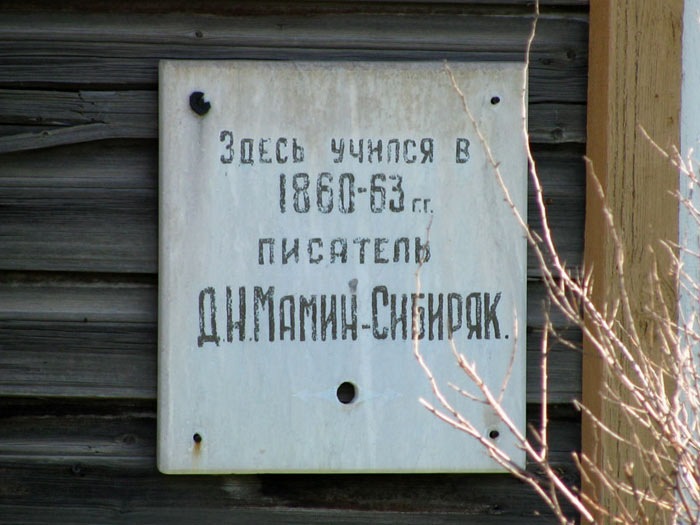 Здесь учился в
1860-63 г.г.
писатель
Д.Н.Мамин-Сибиряк.